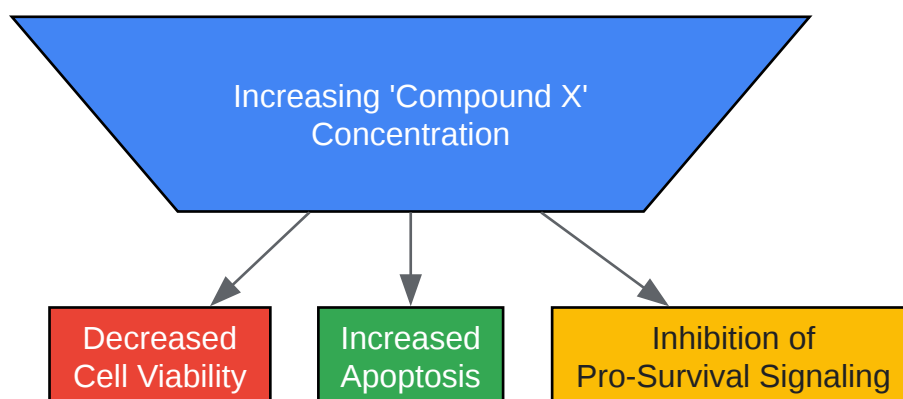 Increasing 'Compound X'
Concentration
Decreased
Cell Viability
Increased
Apoptosis
Inhibition of
Pro-Survival Signaling